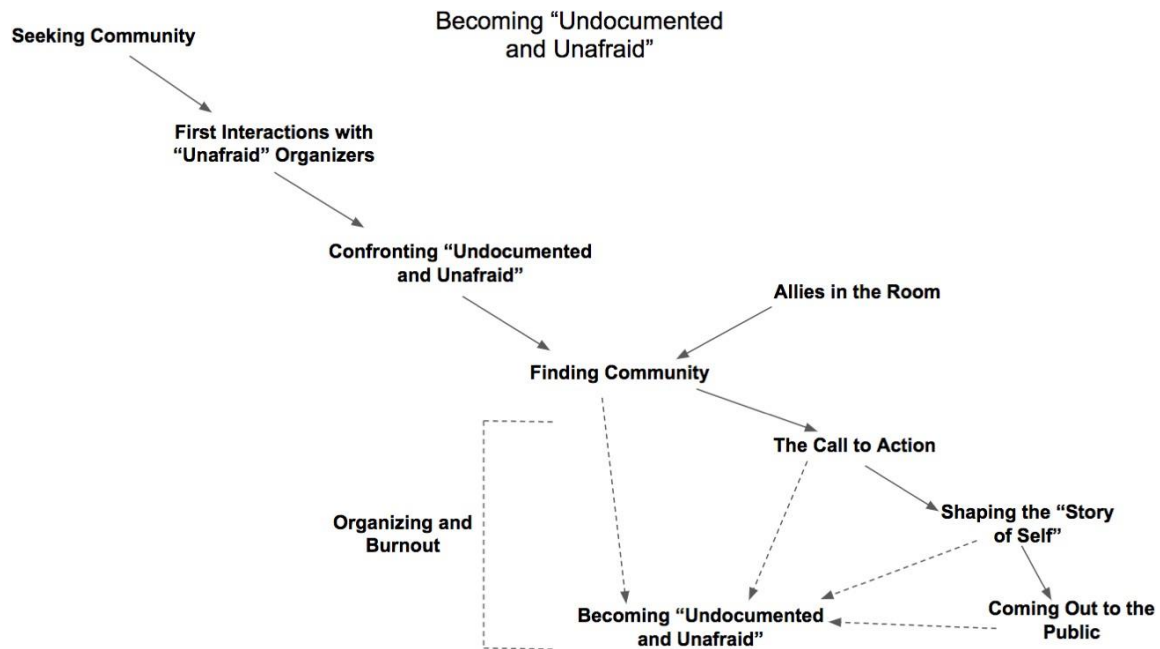 Becoming “Undocumented
and Unafraid”
Seeking Community
First Interactions with
“Unafraid” Organizers
Confronting “Undocumented
and Unafraid”
Allies in the Room
Finding Community
The Call to Action
Organizing and
Burnout
Shaping the “Story
of Self”
Becoming “Undocumented
and Unafraid”
Coming Out to the
Public